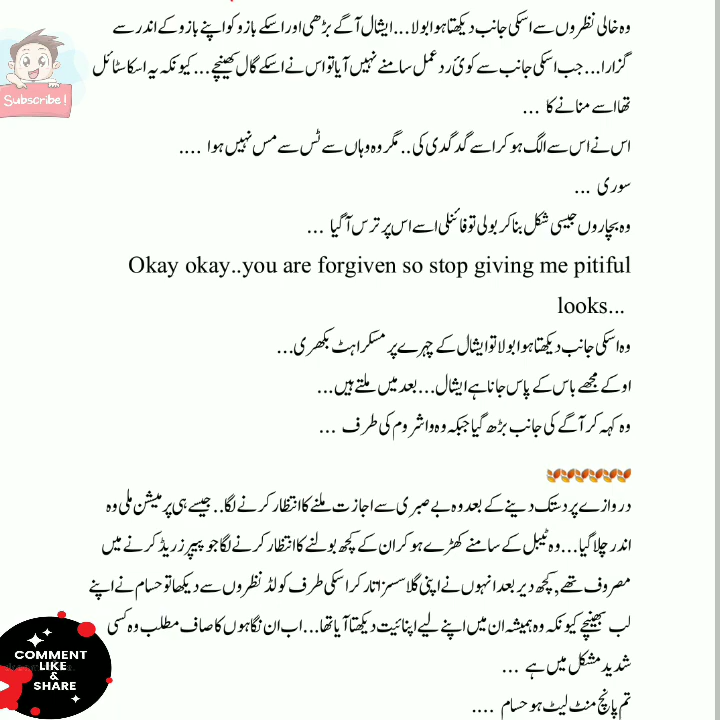 وہ خالی نظروں سے اسکی جانب دیکھتا ہوا بولا... ایشال آگے بڑھی اور اسکے بازو کو اپنے بازو کے اندر سے
گزارا... جب اسکی جانب سے کوئ ردعمل سامنے نہیں آیا تو اس نے اسکے گال کھینچے... کیونکہ یہ اسکا سٹائل
تھا اسے منانے کا ...
اس نے اس سے الگ ہو کر اسے گدگدی کی.. مگر وہ وہاں سے ٹس سے مس نہیں ہوا ....
سوری ...
وہ بچاروں جیسی شکل بنا کر بولی تو فائنلی اسے اس پر ترس آگیا ...
Okay okay..you are forgiven so stop giving me pitiful
looks...
وہ اسکی جانب دیکھتا ہوا بولا تو ایشال کے چہرے پر مسکراہٹ بکھری...
اوکے مجھے باس کے پاس جانا ہے ایشال... بعد میں ملتے ہیں...
وہ کہہ کر آگے کی جانب بڑھ گیا جبکہ وہ واشروم کی طرف ...
دروازے پر دستک دینے کے بعد وہ بے صبری سے اجازت ملنے کا انتظار کرنے لگا.. جیسے ہی پرمیشن ملی وہ
اندر چلا گیا... وہ ٹیبل کے سامنے کھڑے ہو کر ان کے کچھ بولنے کا انتظار کرنے لگا جو پیپرز ریڈ کرنے میں
مصروف تھے, کچھ دیر بعد انہوں نے اپنی گلاسسز اتار کر اسکی طرف کولڈ نظروں سے دیکھا تو حسام نے اپنے
لب بھینچے کیونکہ وہ ہمیشہ ان میں اپنے لیے اپنائیت دیکھتا آیا تھا... اب ان نگاہوں کا صاف مطلب وہ کسی
شدید مشکل میں ہے ...
تم پانچ منٹ لیٹ ہو حسام ....
Subscribe!
COMMENT
LIKE
&
SHARE